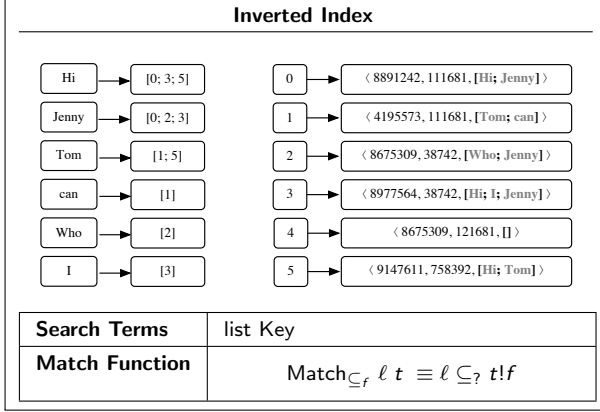 Inverted Index
Hi [0; 3; 5] 0 ⟨ 8891242, 111681, [Hi; Jenny] ⟩
Jenny [0; 2; 3] 1 ⟨ 4195573, 111681, [Tom; can] ⟩
Tom [1; 5] 2 ⟨ 8675309, 38742, [Who; Jenny] ⟩
can [1] 3 ⟨ 8977564, 38742, [Hi; I; Jenny] ⟩
Who [2] 4 ⟨ 8675309, 121681, [] ⟩
I [3] 5 ⟨ 9147611, 758392, [Hi; Tom] ⟩
Search Terms list Key
Match Function Match⊆f ℓ t ≡ ℓ ⊆? t!f